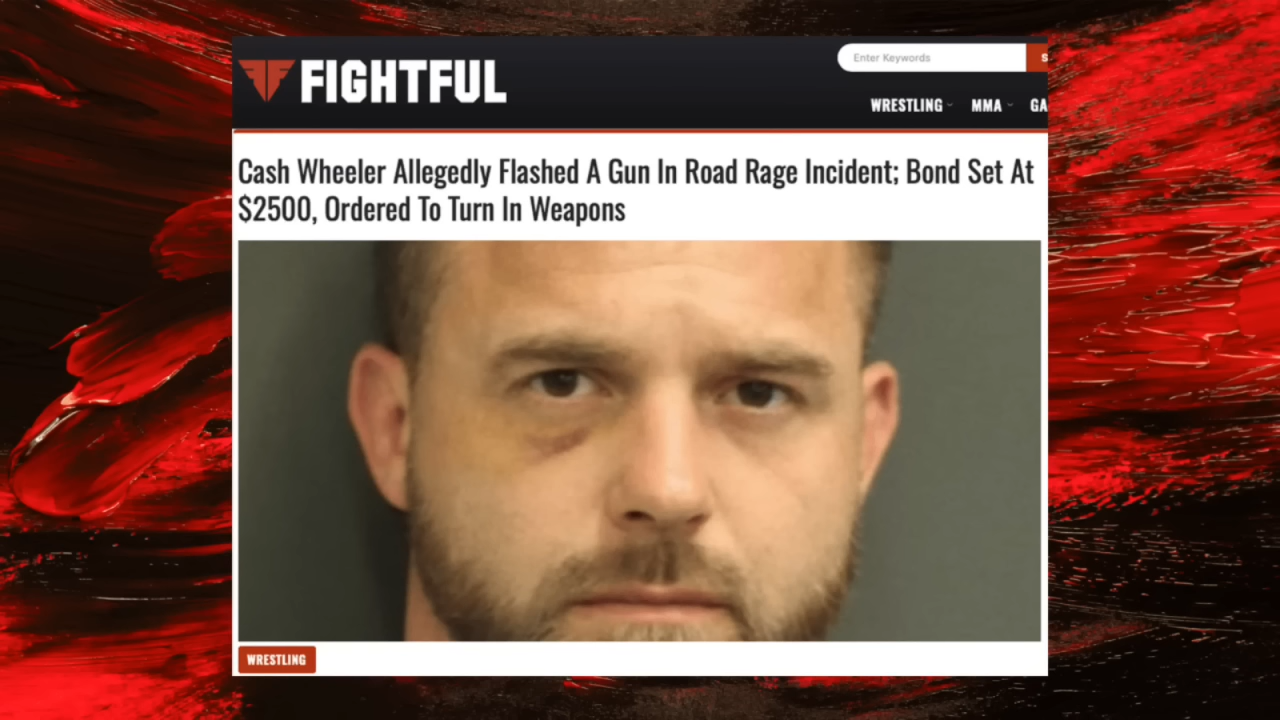 FIGHTFUL
Enter Keywords
S
WRESTLING MMA GA
Cash Wheeler Allegedly Flashed A Gun In Road Rage Incident; Bond Set At
$2500, Ordered To Turn In Weapons
WRESTLING